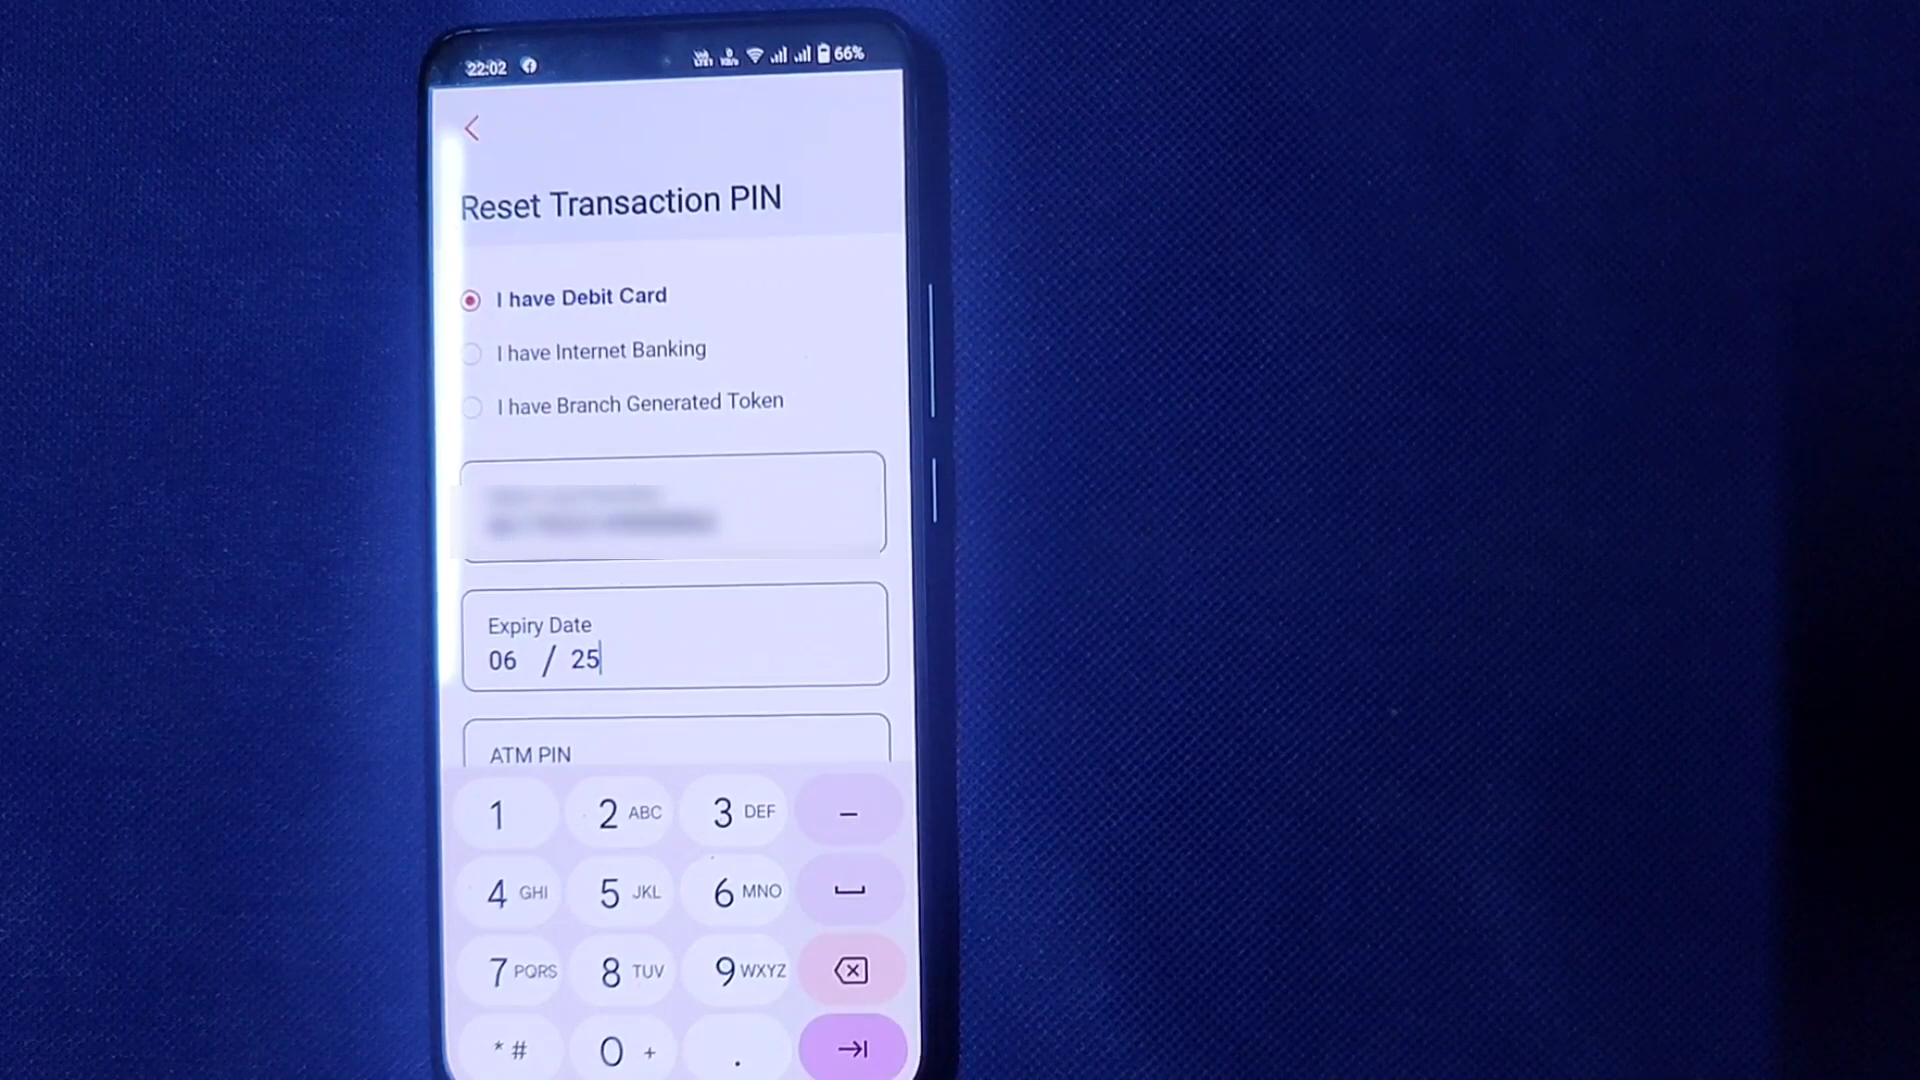 22:02 66%
Reset Transaction PIN
I have Debit Card
I have Internet Banking
I have Branch Generated Token
Expiry Date
06 / 25
ATM PIN
1 2 ABC 3 DEF –
4 GHI 5 JKL 6 MNO
7 PQRS 8 TUV 9 WXYZ
* # 0 + .